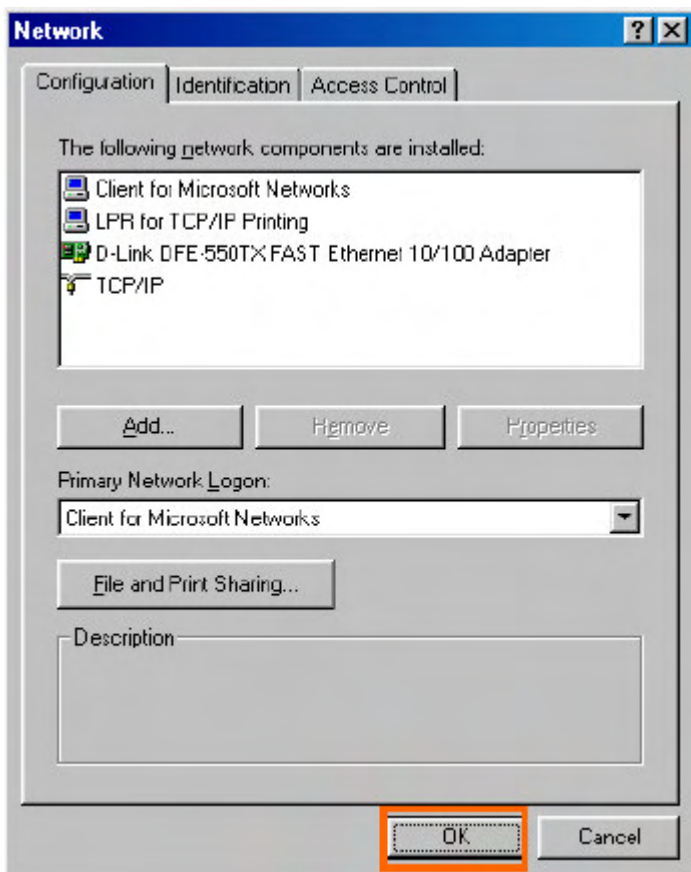 Network
Configuration Identification Access Control
The following network components are installed:
Client for Microsoft Networks
LPR for TCP/IP Printing
D-Link DFE-550TX FAST Ethernet 10/100 Adapter
TCP/IP
Add... Remove Properties
Primary Network Logon:
Client for Microsoft Networks
File and Print Sharing...
Description
OK Cancel